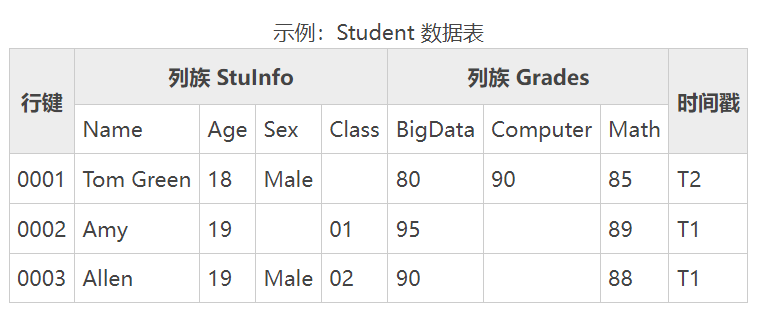 示例：Student 数据表
行键 列族 StuInfo 列族 Grades 时间戳
Name Age Sex Class BigData Computer Math
0001 Tom Green 18 Male 80 90 85 T2
0002 Amy 19 01 95 89 T1
0003 Allen 19 Male 02 90 88 T1